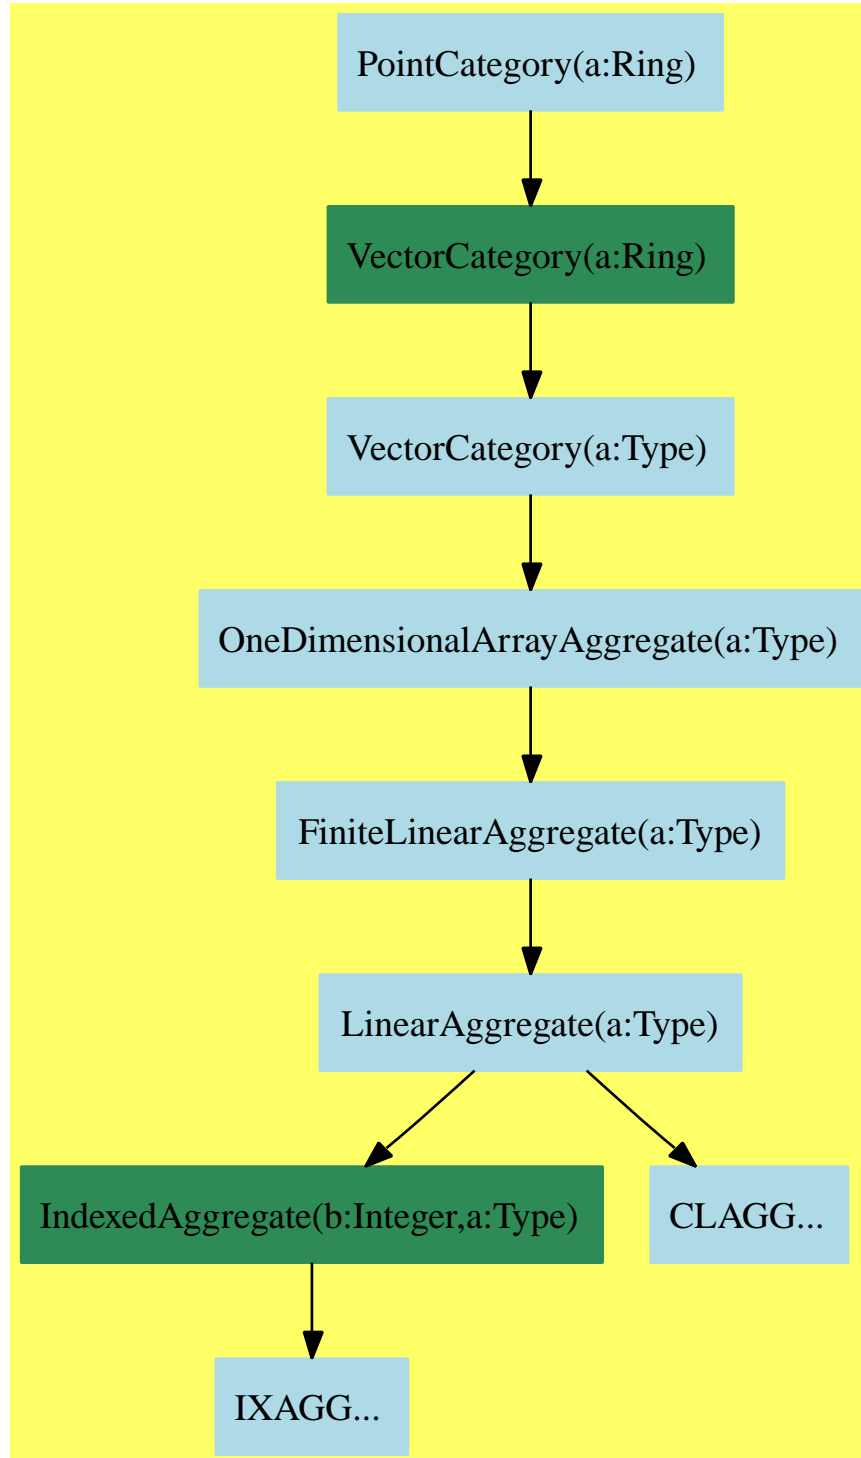 PointCategory(a:Ring)
VectorCategory(a:Ring)
VectorCategory(a:Type)
OneDimensionalArrayAggregate(a:Type)
FiniteLinearAggregate(a:Type)
LinearAggregate(a:Type)
IndexedAggregate(b:Integer,a:Type)
CLAGG...
IXAGG...